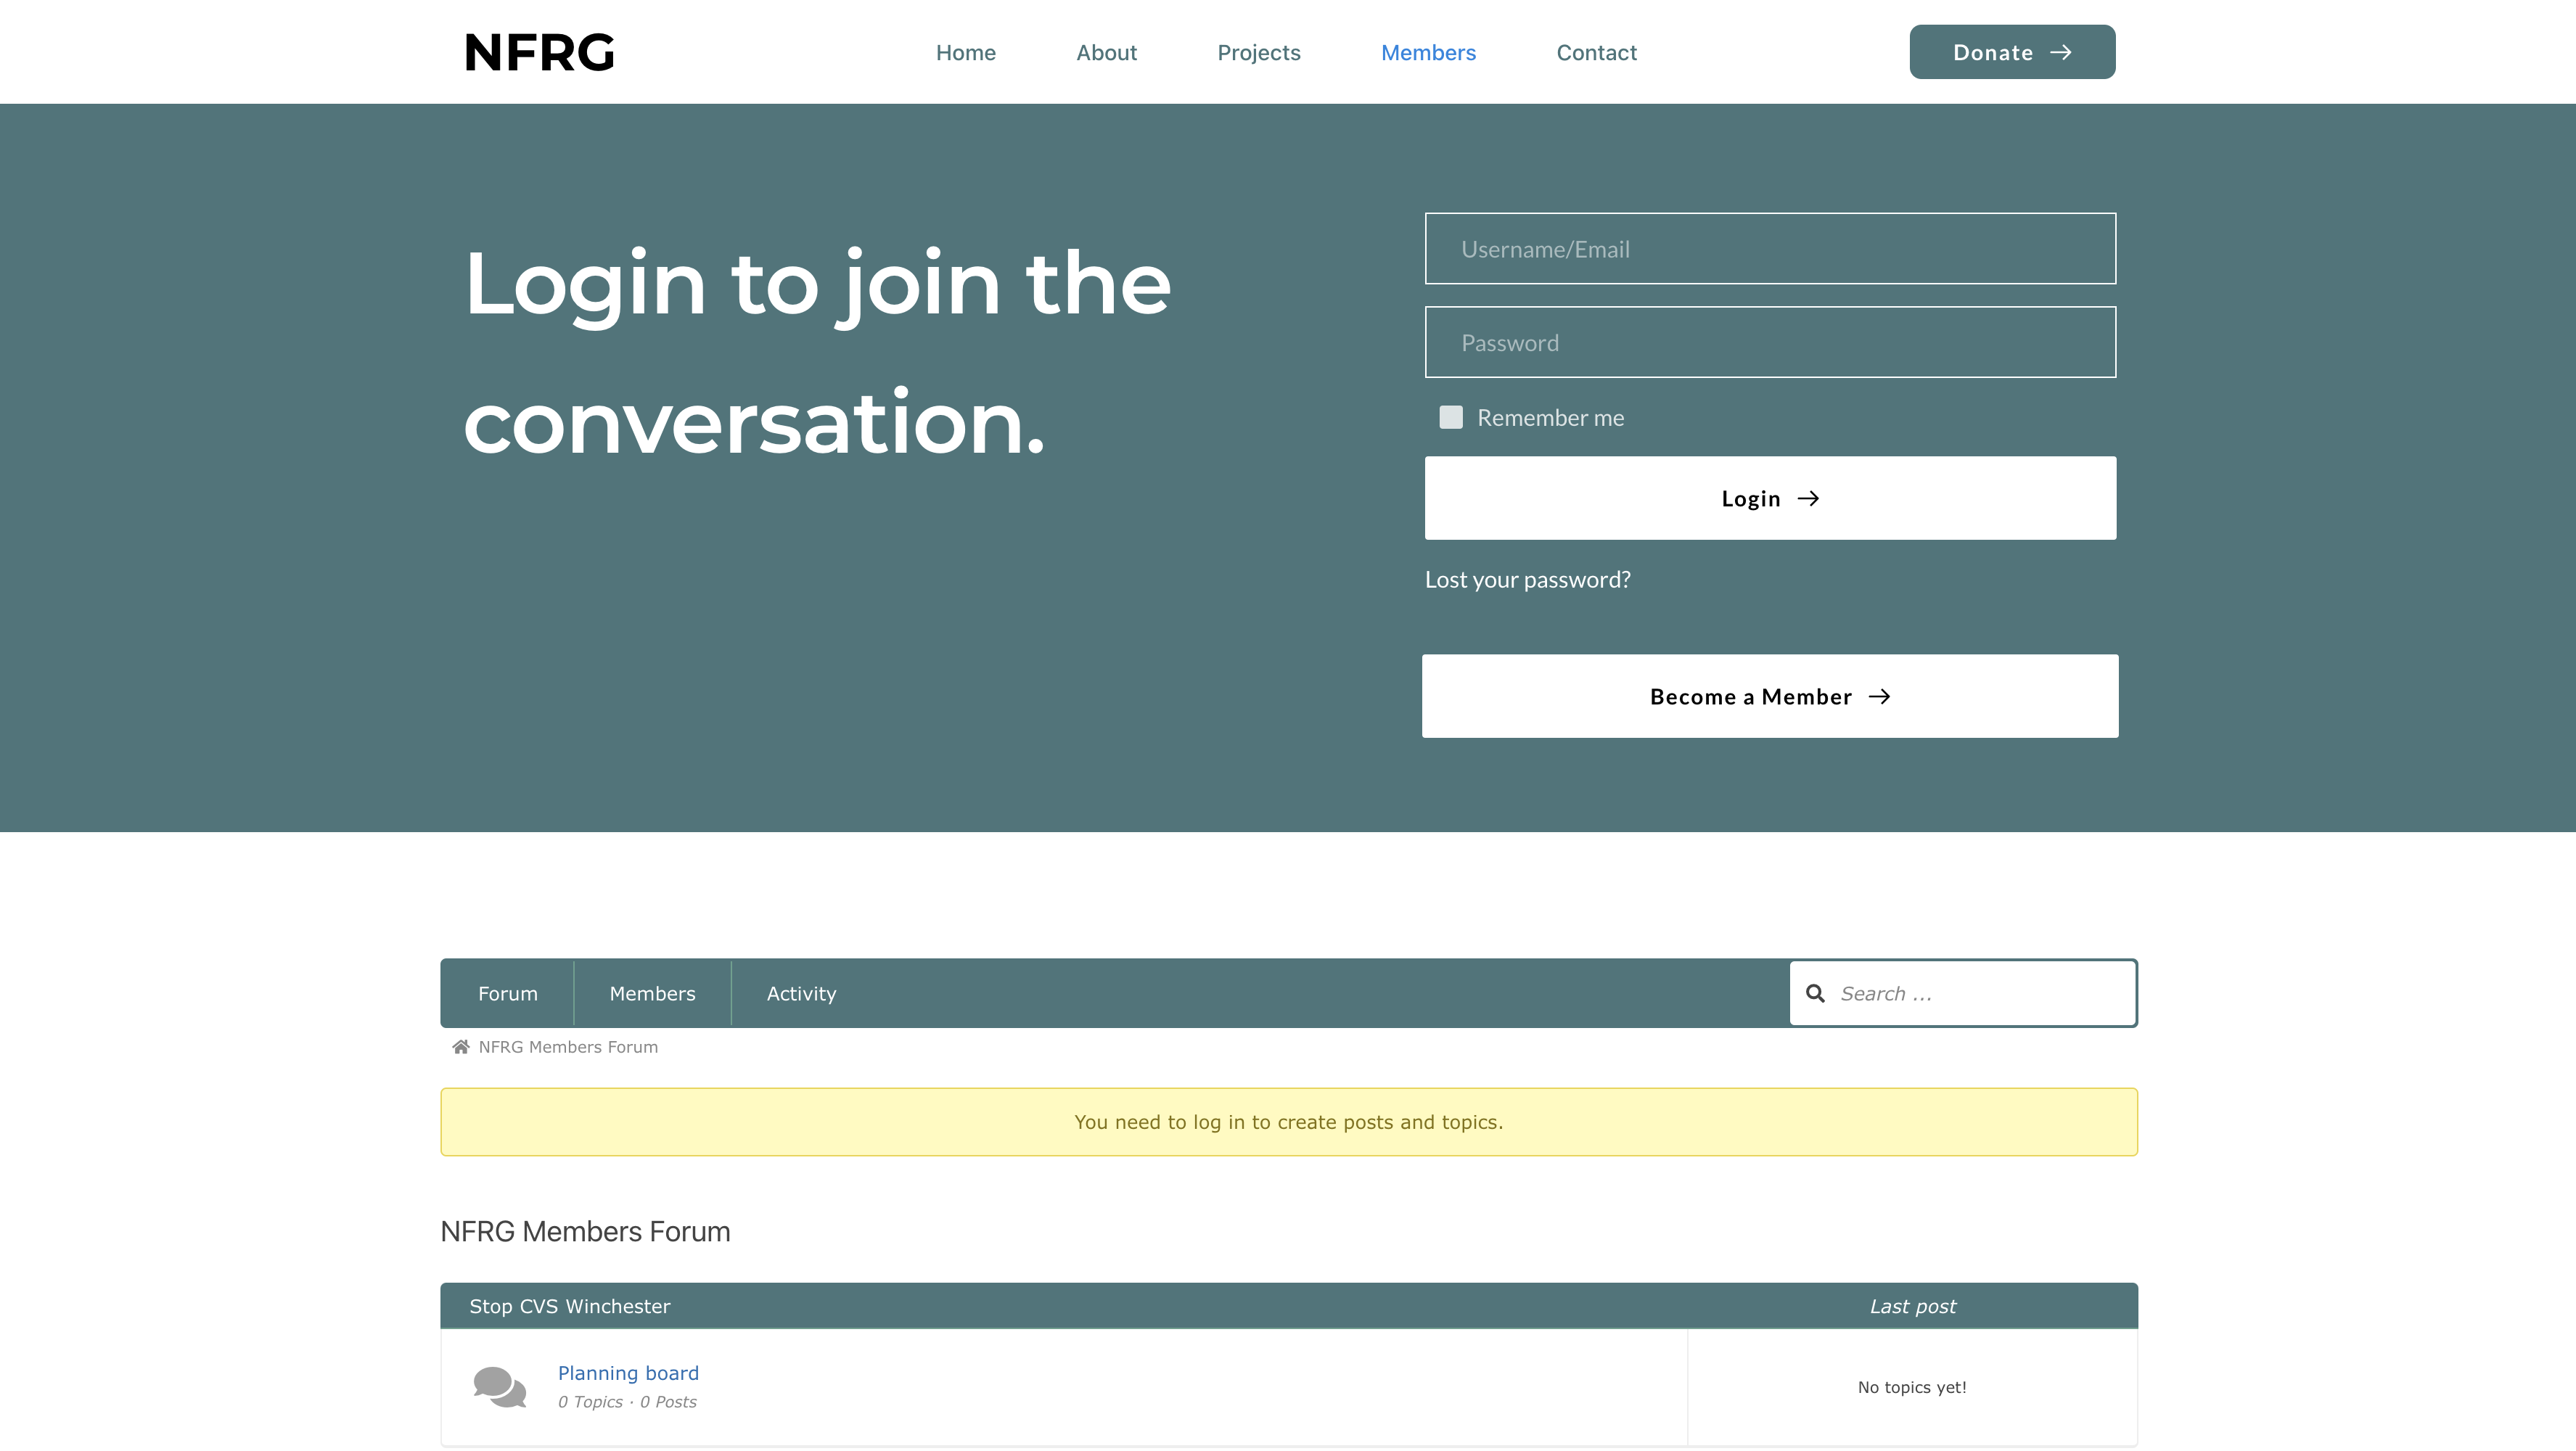 NFRG
Home About Projects Members Contact
Donate →
Login to join the
conversation.
Username/Email
Password
Remember me
Login →
Lost your password?
Become a Member →
Forum Members Activity
Search ...
NFRG Members Forum
You need to log in to create posts and topics.
NFRG Members Forum
Stop CVS Winchester Last post
Planning board
0 Topics · 0 Posts
No topics yet!